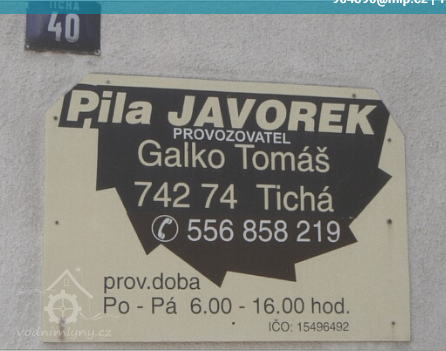 TICHÁ
40
Pila JAVOREK
PROVOZOVATEL
Galko Tomáš
742 74 Tichá
✆ 556 858 219
prov.doba
Po - Pá 6.00 - 16.00 hod.
IČO: 15496492
vodnimlyny.cz